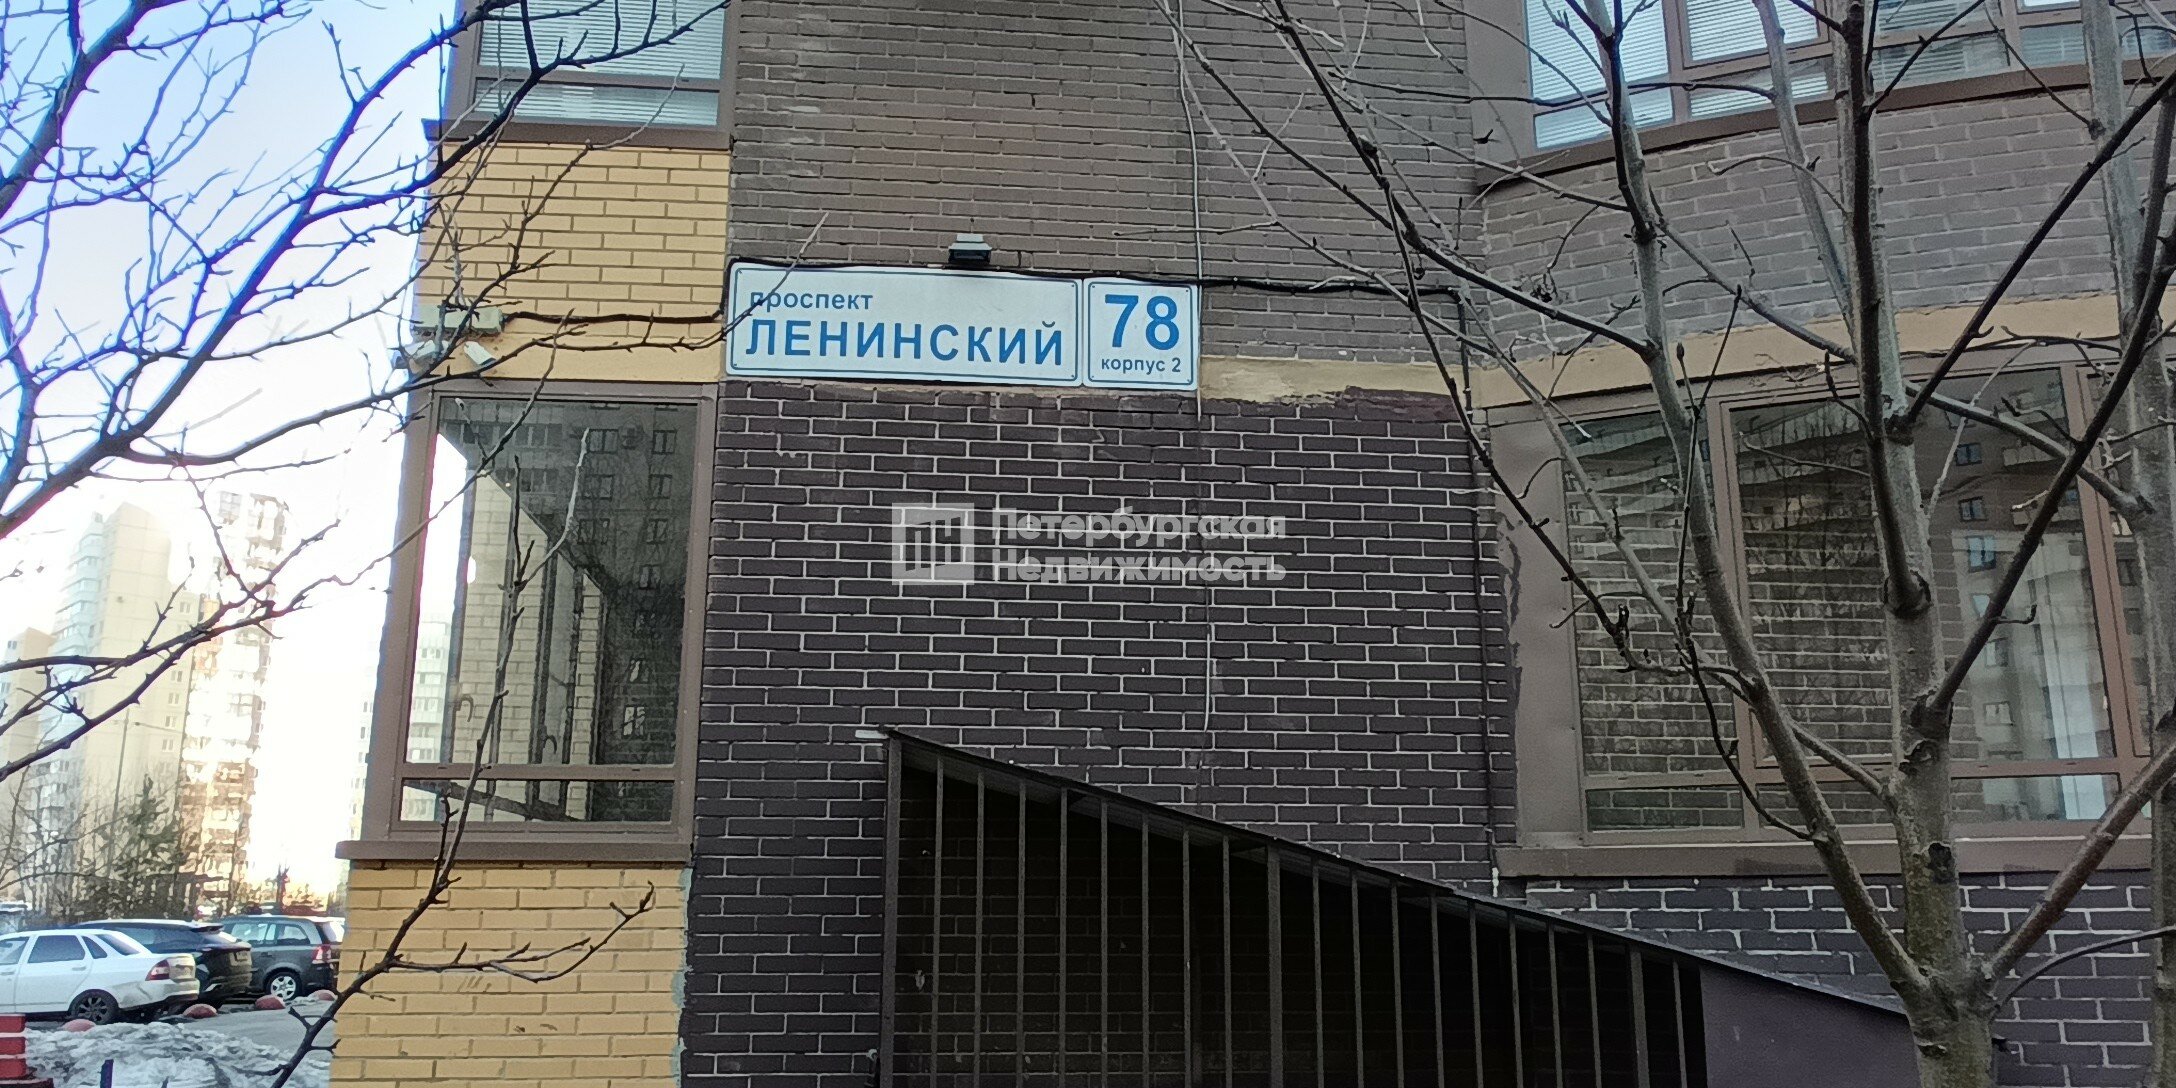 проспект
ЛЕНИНСКИЙ
78
корпус 2
Петербургская
Недвижимость